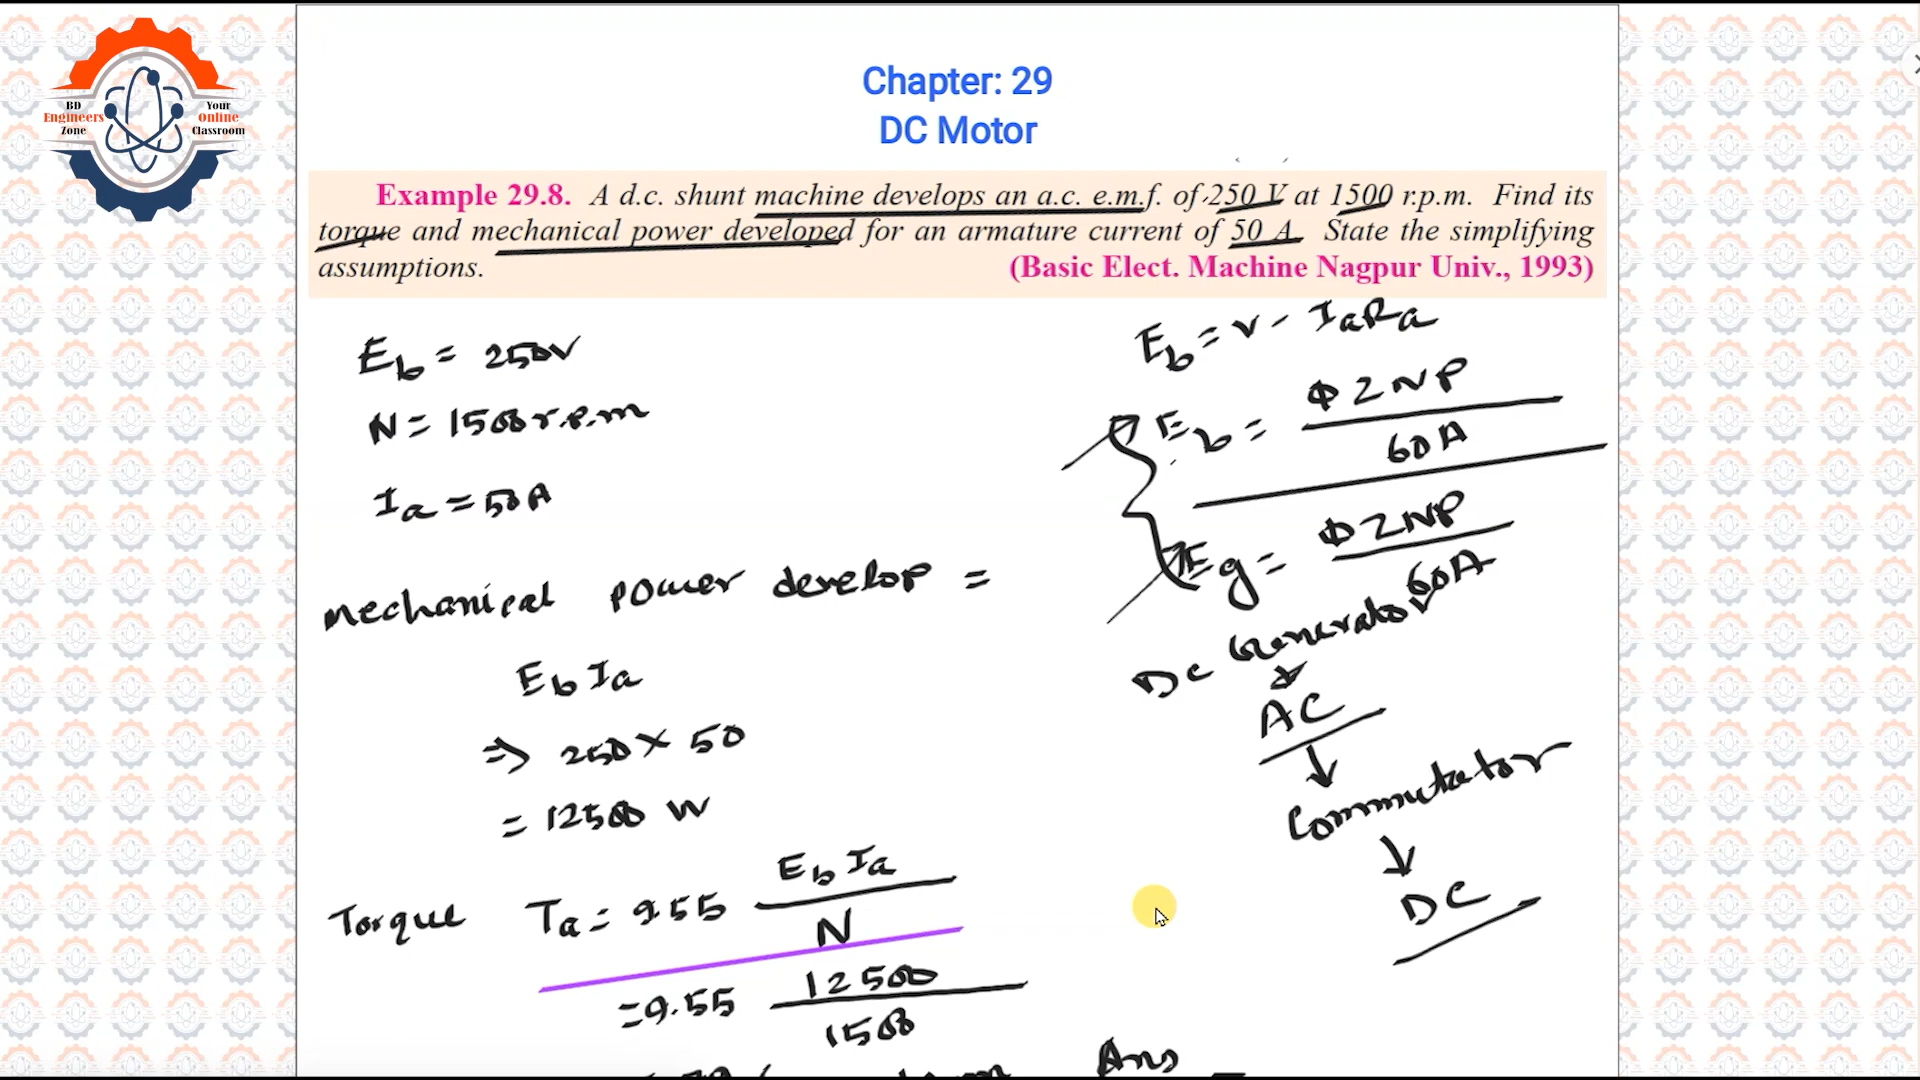 BD
Engineers
Zone
Your
Online
Classroom
Chapter: 29
DC Motor
Example 29.8. A d.c. shunt machine develops an a.c. e.m.f. of 250 V at 1500 r.p.m. Find its
torque and mechanical power developed for an armature current of 50 A. State the simplifying
assumptions. (Basic Elect. Machine Nagpur Univ., 1993)
Eb = 250V
N = 1500 r.p.m
Ia = 50A
mechanical power develop =
Eb Ia
⇒ 250 × 50
= 12500 W
Torque Ta = 9.55 Eb Ia / N
= 9.55 12500 / 1500
Ans
Eb = V - IaRa
Eb = ΦZNP / 60A
Eg = ΦZNP / 60A
DC Generator
↓
AC
↓
Commutator
↓
DC